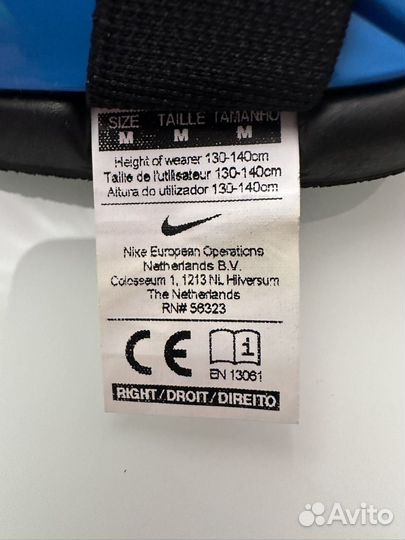 SIZE TAILLE TAMANHO
M M M
Height of wearer 130-140cm
Taille de l'utilisateur 130-140cm
Altura do utilizador 130-140cm
Nike European Operations
Netherlands B.V.
Colosseum 1, 1213 NL Hilversum
The Netherlands
RN# 56323
CE i
EN 13061
RIGHT/DROIT/DIREITO
Avito